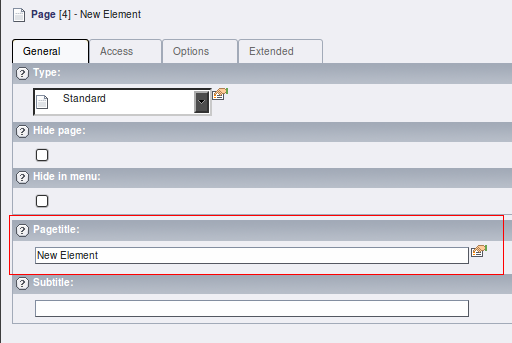 Page [4] - New Element
General Access Options Extended
? Type:
Standard
? Hide page:
? Hide in menu:
? Pagetitle:
New Element
? Subtitle: